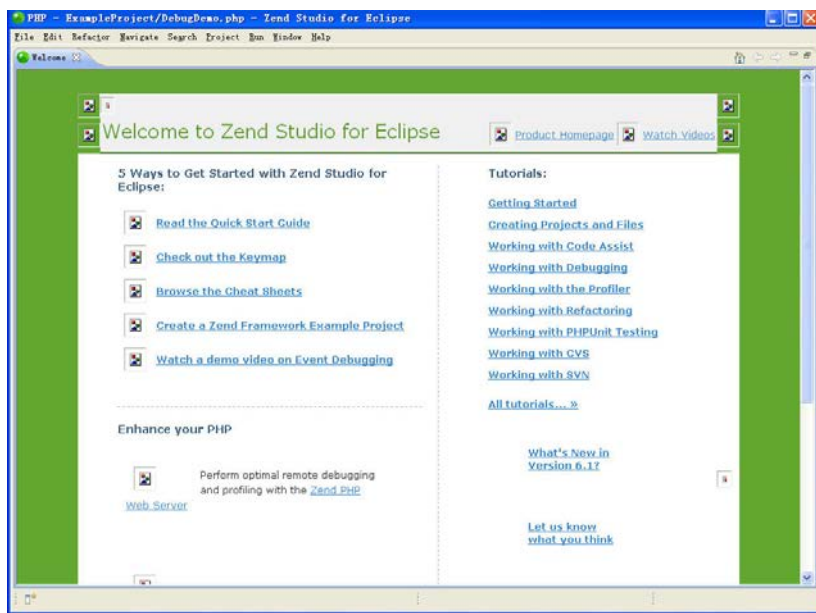 PHP - ExampleProject/DebugDemo.php - Zend Studio for Eclipse
File Edit Refactor Navigate Search Project Run Window Help
Welcome
Welcome to Zend Studio for Eclipse
Product Homepage
Watch Videos
5 Ways to Get Started with Zend Studio for
Eclipse:
Read the Quick Start Guide
Check out the Keymap
Browse the Cheat Sheets
Create a Zend Framework Example Project
Watch a demo video on Event Debugging
Enhance your PHP
Perform optimal remote debugging
and profiling with the Zend PHP
Web Server
Tutorials:
Getting Started
Creating Projects and Files
Working with Code Assist
Working with Debugging
Working with the Profiler
Working with Refactoring
Working with PHPUnit Testing
Working with CVS
Working with SVN
All tutorials... »
What's New in
Version 6.1?
Let us know
what you think